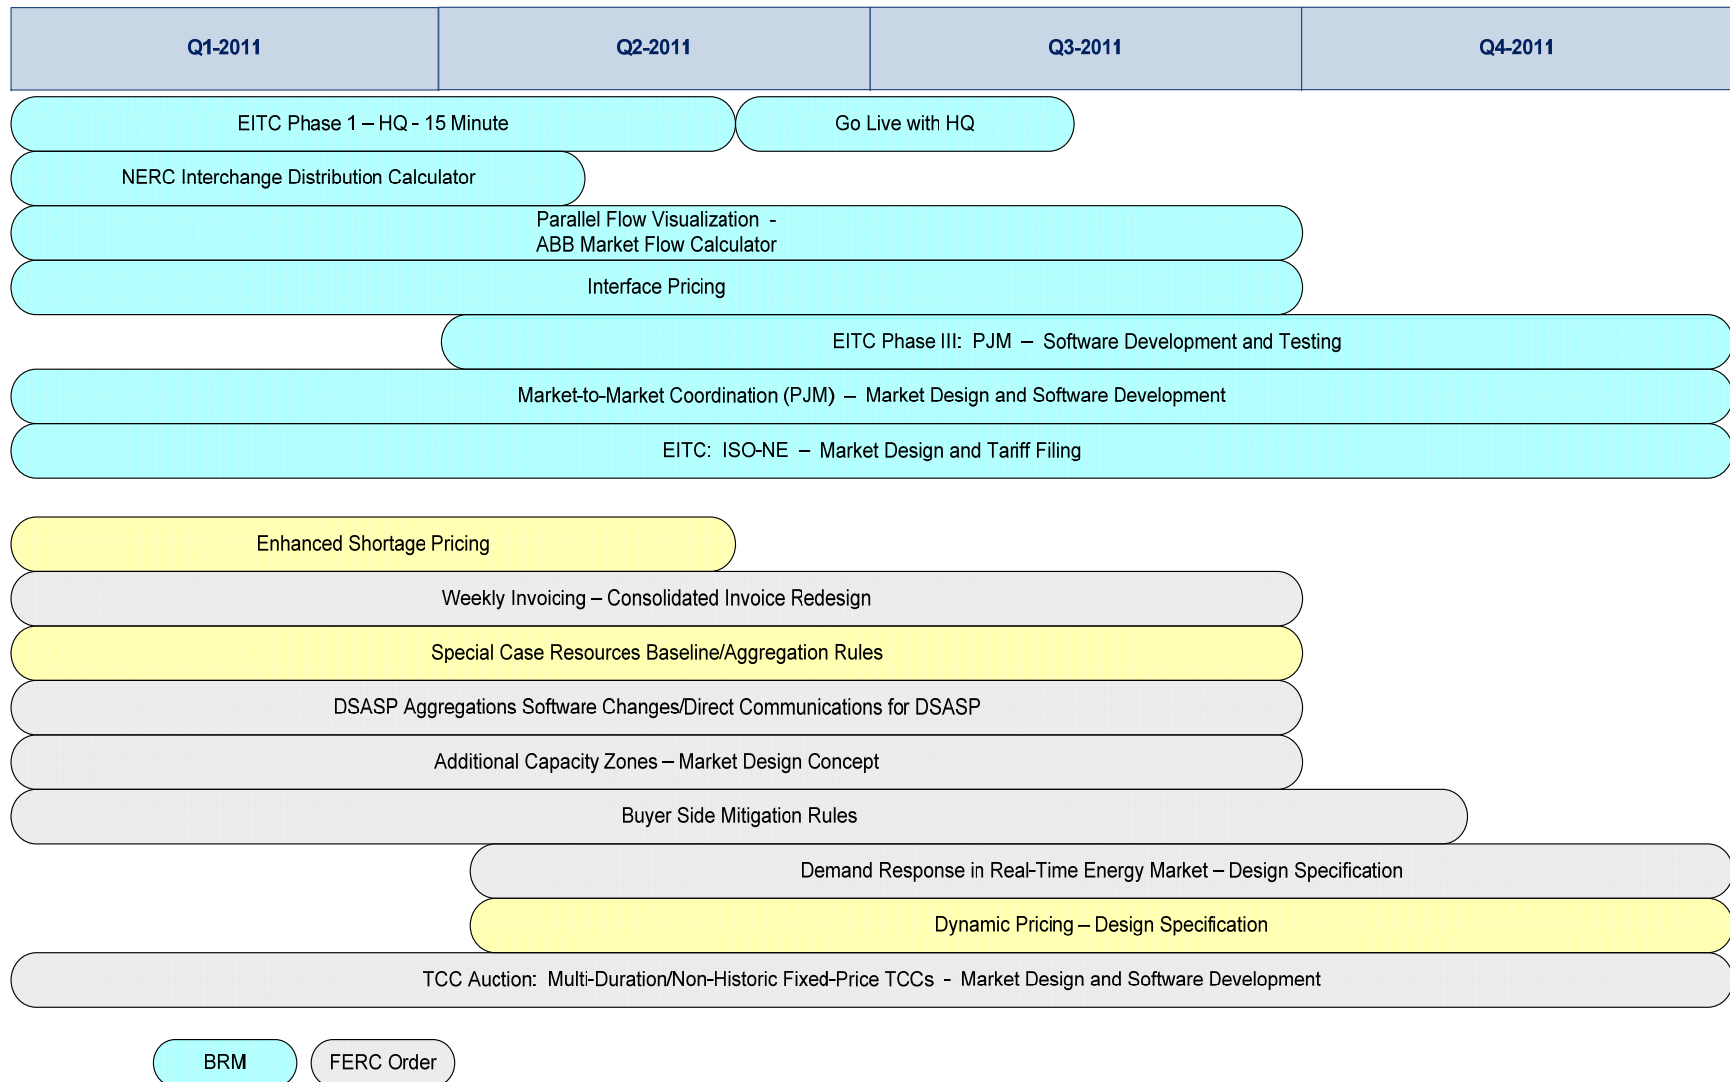 Q1-2011 Q2-2011 Q3-2011 Q4-2011
EITC Phase 1 – HQ - 15 Minute
Go Live with HQ
NERC Interchange Distribution Calculator
Parallel Flow Visualization -
ABB Market Flow Calculator
Interface Pricing
EITC Phase III: PJM – Software Development and Testing
Market-to-Market Coordination (PJM) – Market Design and Software Development
EITC: ISO-NE – Market Design and Tariff Filing
Enhanced Shortage Pricing
Weekly Invoicing – Consolidated Invoice Redesign
Special Case Resources Baseline/Aggregation Rules
DSASP Aggregations Software Changes/Direct Communications for DSASP
Additional Capacity Zones – Market Design Concept
Buyer Side Mitigation Rules
Demand Response in Real-Time Energy Market – Design Specification
Dynamic Pricing – Design Specification
TCC Auction: Multi-Duration/Non-Historic Fixed-Price TCCs - Market Design and Software Development
BRM
FERC Order